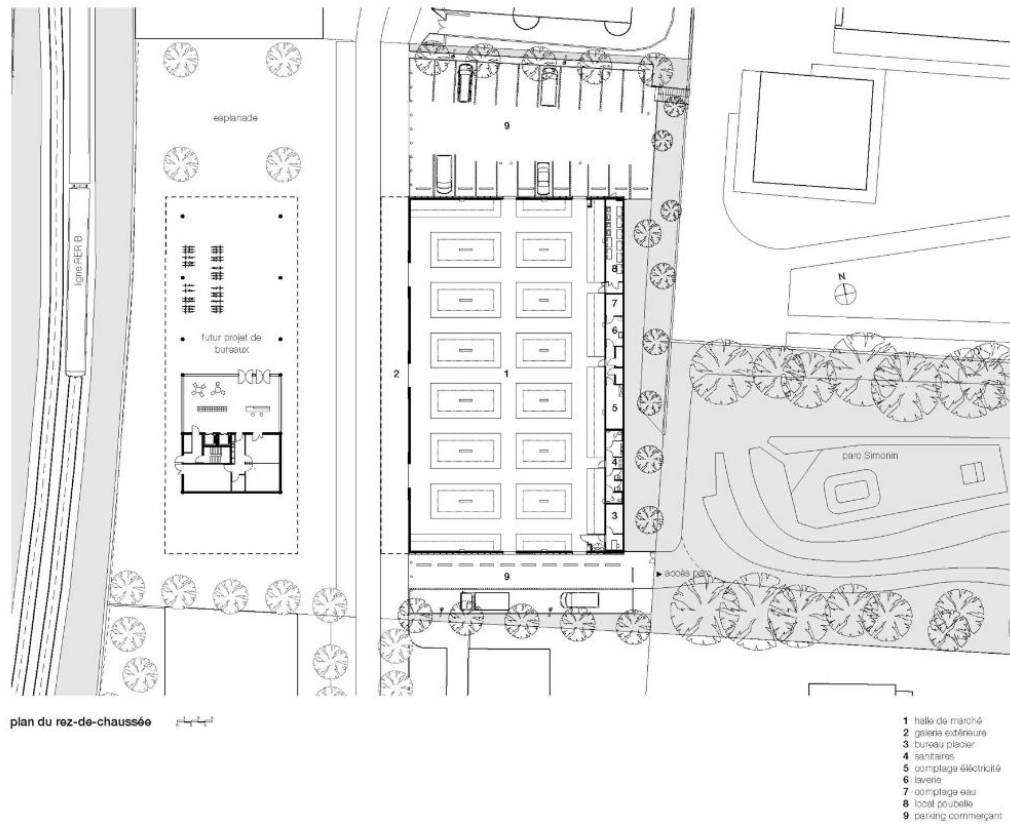 esplanade
9
ligne RER B
N
8
futur projet de
bureaux
7
6
2
1
5
parc Simonin
4
3
9
accès parc
plan du rez-de-chaussée
1 halle de marché
2 galerie extérieure
3 bureau placier
4 sanitaires
5 comptage éléctricité
6 laverie
7 comptage eau
8 local poubelle
9 parking commerçant